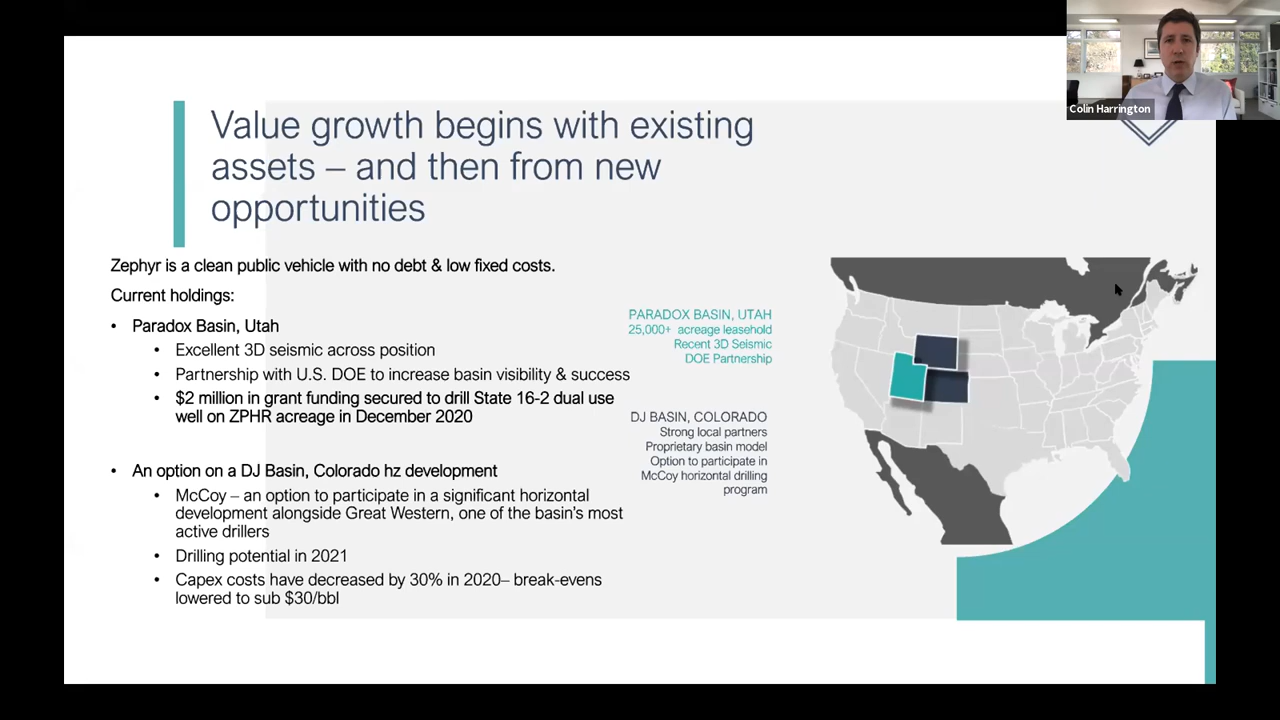 Colin Harrington
Value growth begins with existing
assets – and then from new
opportunities
Zephyr is a clean public vehicle with no debt & low fixed costs.
Current holdings:
• Paradox Basin, Utah
• Excellent 3D seismic across position
• Partnership with U.S. DOE to increase basin visibility & success
• $2 million in grant funding secured to drill State 16-2 dual use
well on ZPHR acreage in December 2020
• An option on a DJ Basin, Colorado hz development
• McCoy – an option to participate in a significant horizontal
development alongside Great Western, one of the basin's most
active drillers
• Drilling potential in 2021
• Capex costs have decreased by 30% in 2020– break-evens
lowered to sub $30/bbl
PARADOX BASIN, UTAH
25,000+ acreage leasehold
Recent 3D Seismic
DOE Partnership
DJ BASIN, COLORADO
Strong local partners
Proprietary basin model
Option to participate in
McCoy horizontal drilling
program